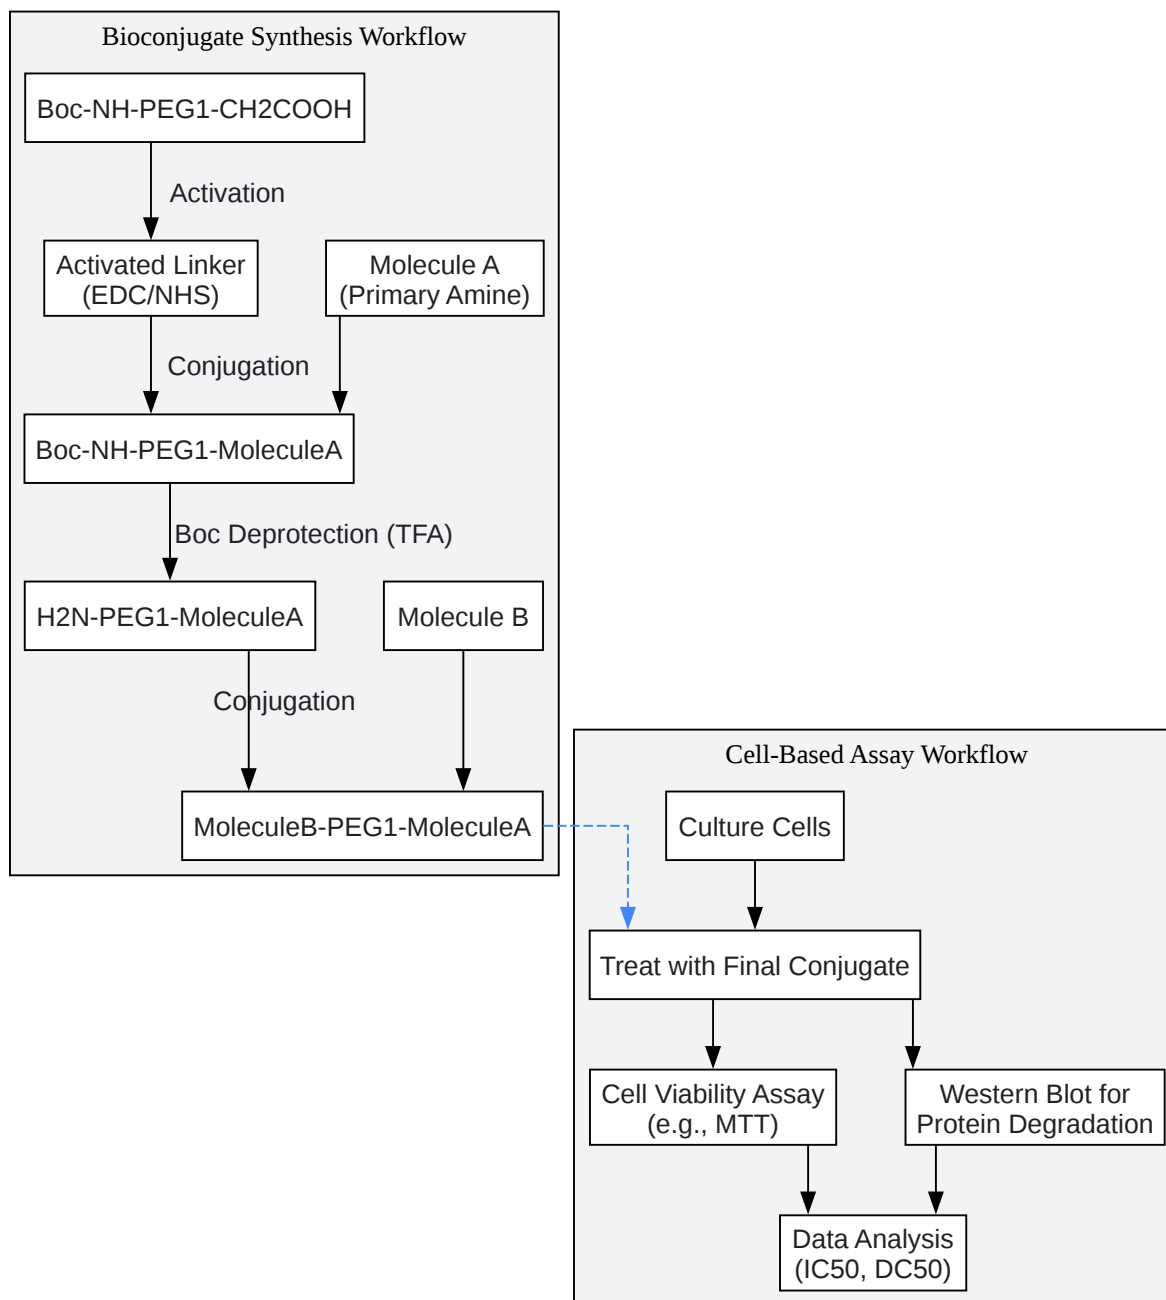 Bioconjugate Synthesis Workflow
Boc-NH-PEG1-CH2COOH
Activation
Activated Linker
(EDC/NHS)
Molecule A
(Primary Amine)
Conjugation
Boc-NH-PEG1-MoleculeA
Boc Deprotection (TFA)
H2N-PEG1-MoleculeA
Molecule B
Conjugation
MoleculeB-PEG1-MoleculeA
Cell-Based Assay Workflow
Culture Cells
Treat with Final Conjugate
Cell Viability Assay
(e.g., MTT)
Western Blot for
Protein Degradation
Data Analysis
(IC50, DC50)